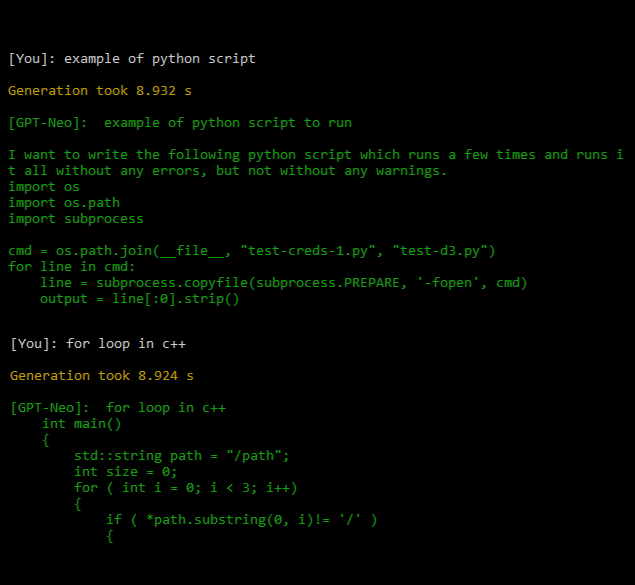 [You]: example of python script
Generation took 8.932 s
[GPT-Neo]:  example of python script to run
I want to write the following python script which runs a few times and runs i
t all without any errors, but not without any warnings.
import os
import os.path
import subprocess
cmd = os.path.join(__file__, "test-creds-1.py", "test-d3.py")
for line in cmd:
    line = subprocess.copyfile(subprocess.PREPARE, '-fopen', cmd)
    output = line[:0].strip()
[You]: for loop in c++
Generation took 8.924 s
[GPT-Neo]:  for loop in c++
    int main()
    {
        std::string path = "/path";
        int size = 0;
        for ( int i = 0; i < 3; i++)
        {
            if ( *path.substring(0, i)!= '/' )
            {